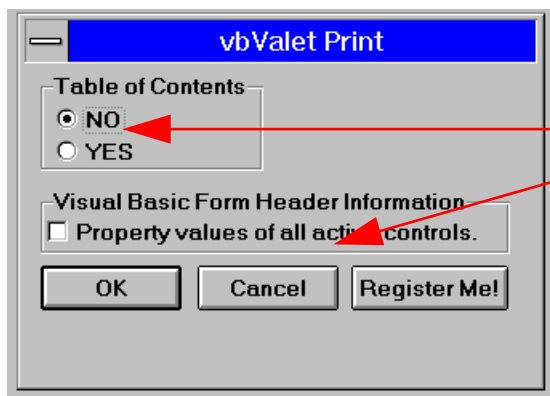 vbValet Print
Table of Contents
NO
YES
Visual Basic Form Header Information
Property values of all active controls.
OK Cancel Register Me!